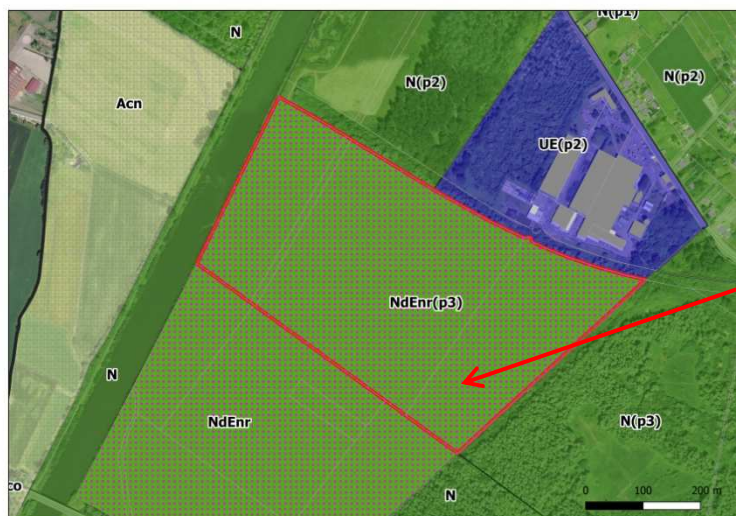 N(p1)
N
N(p2)
N(p2)
Acn
UE(p2)
NdEnr(p3)
N
NdEnr
N(p3)
co
N
0 100 200 m